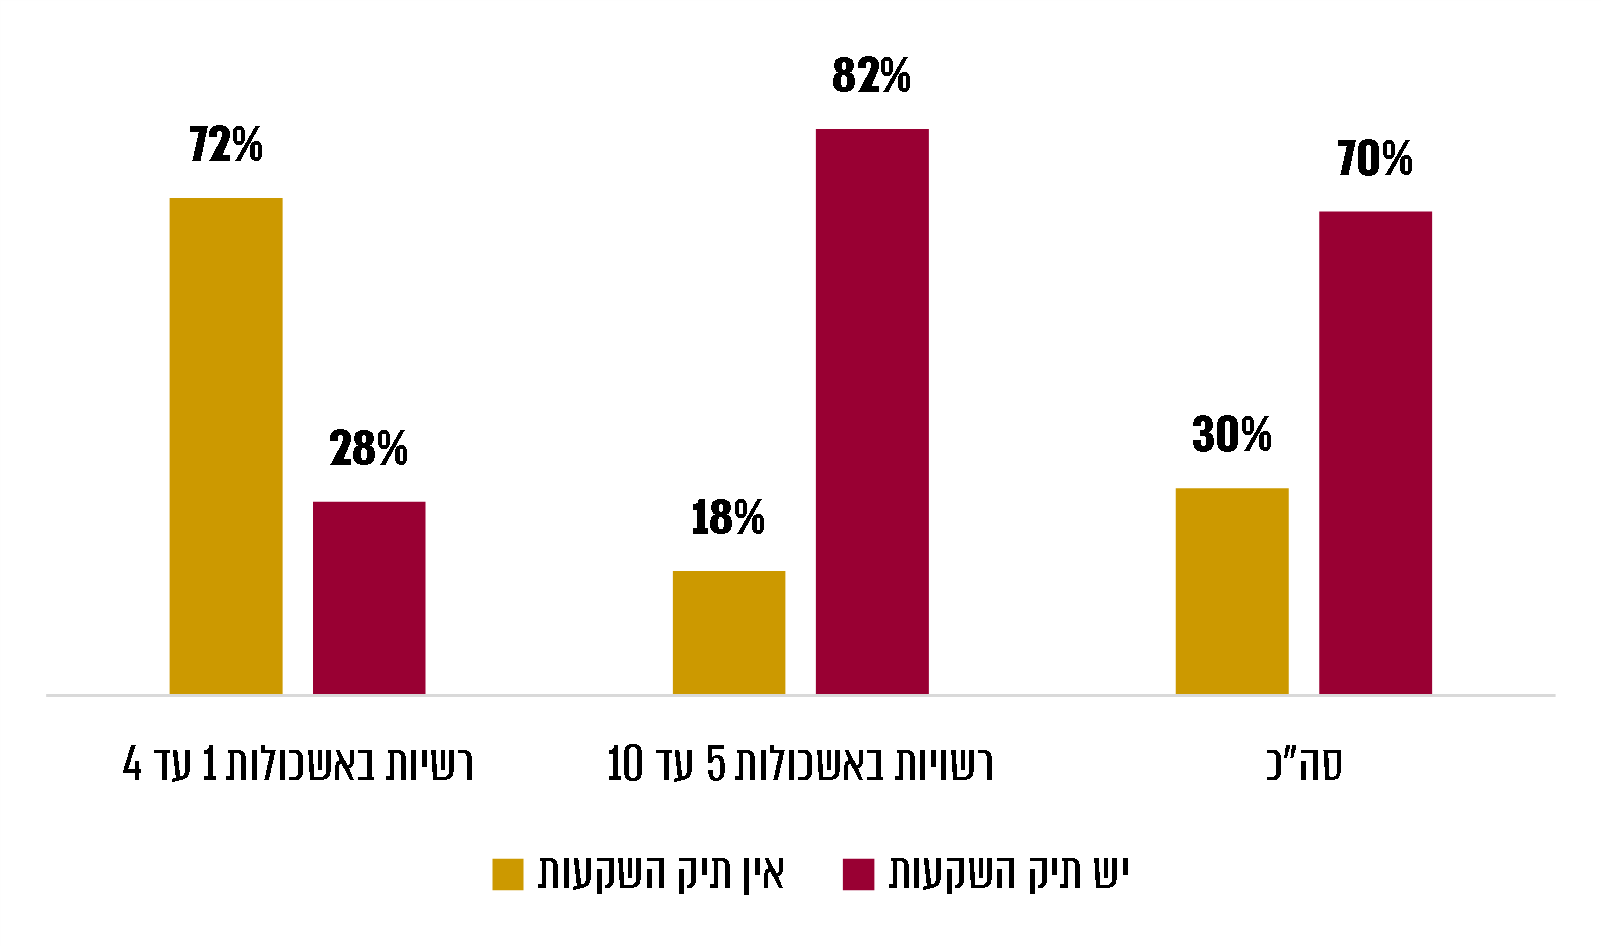 82%
72%
70%
28%
30%
18%
רשיות באשכולות 1 עד 4
רשויות באשכולות 5 עד 10
סה"כ
אין תיק השקעות
יש תיק השקעות